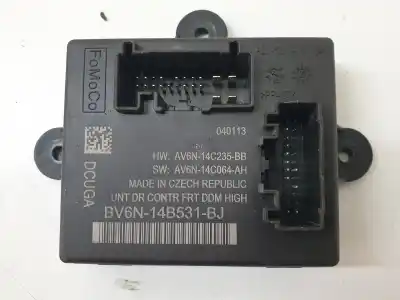 FoMoCo
DCUGA
040113
HW: AV6N-14C235-BB
SW: AV6N-14C064-AH
MADE IN CZECH REPUBLIC
UNT DR CONTR FRT DDM HIGH
BV6N-14B531-BJ